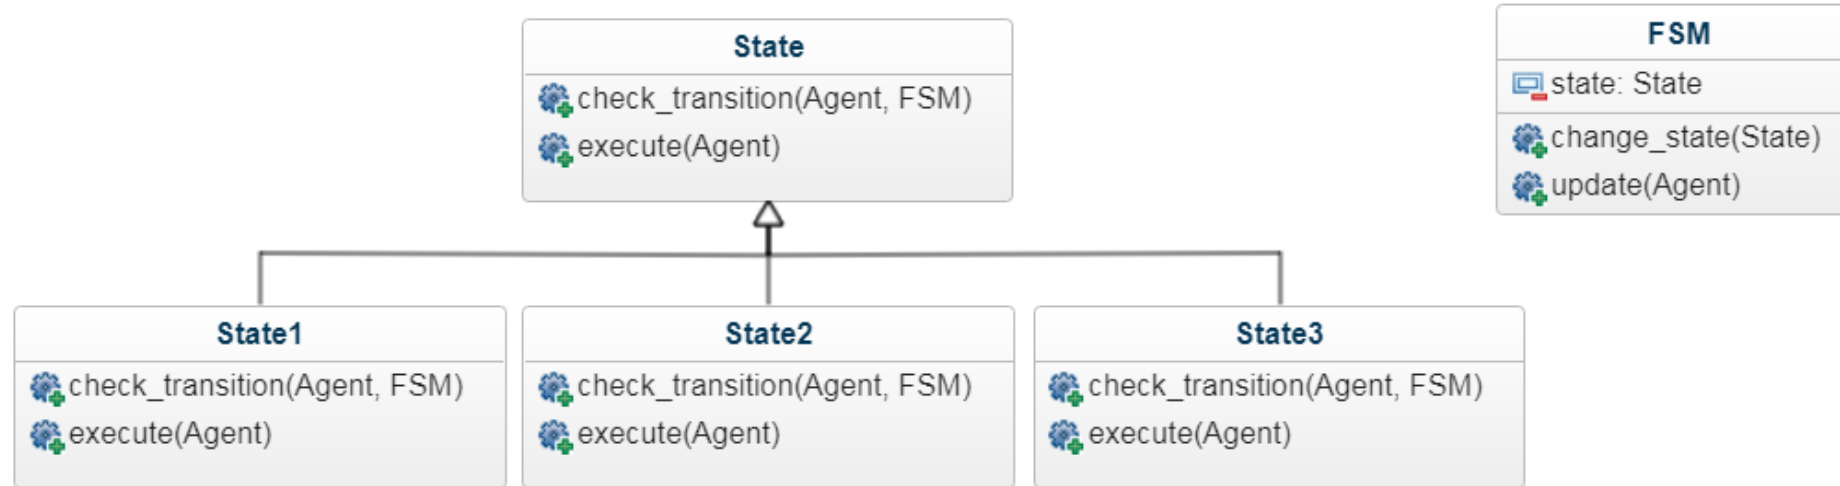 State
check_transition(Agent, FSM)
execute(Agent)
FSM
state: State
change_state(State)
update(Agent)
State1
check_transition(Agent, FSM)
execute(Agent)
State2
check_transition(Agent, FSM)
execute(Agent)
State3
check_transition(Agent, FSM)
execute(Agent)